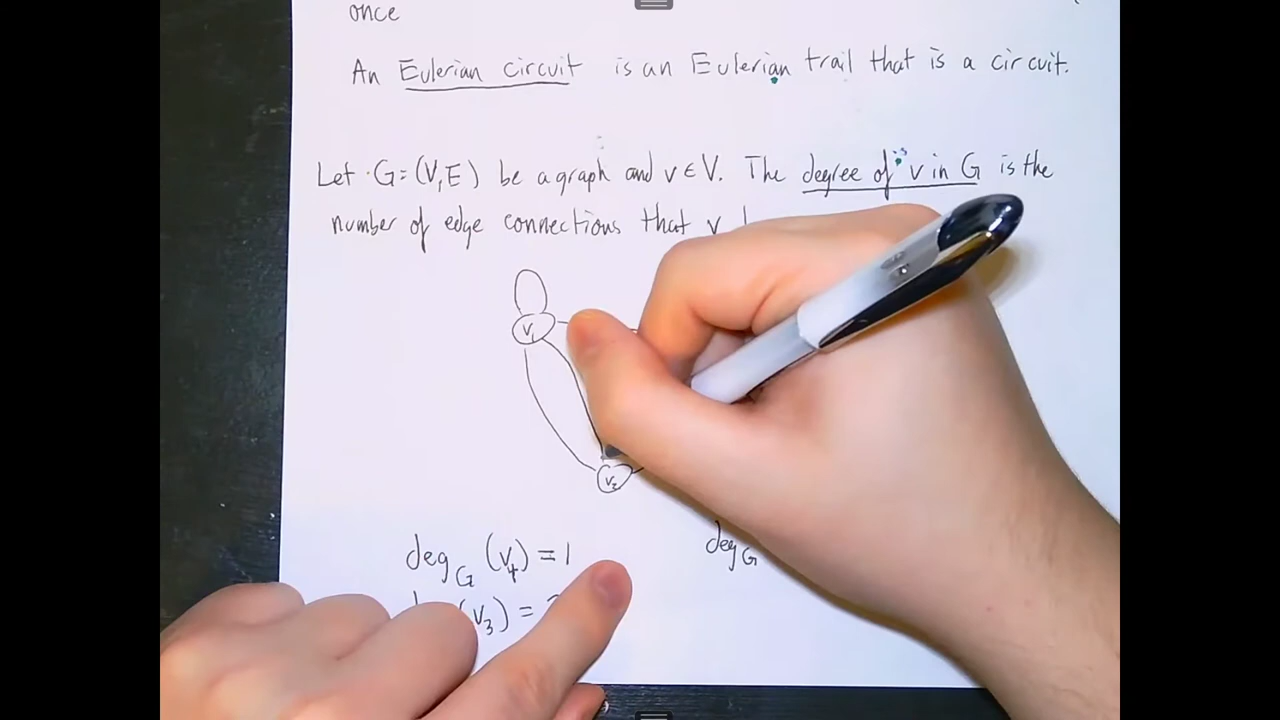 once
An Eulerian circuit is an Eulerian trail that is a circuit.
Let G=(V,E) be a graph and v∈V. The degree of v in G is the
number of edge connections that v
v₁
v₂
deg_G (v₄) = 1
deg_G
(v₃) =